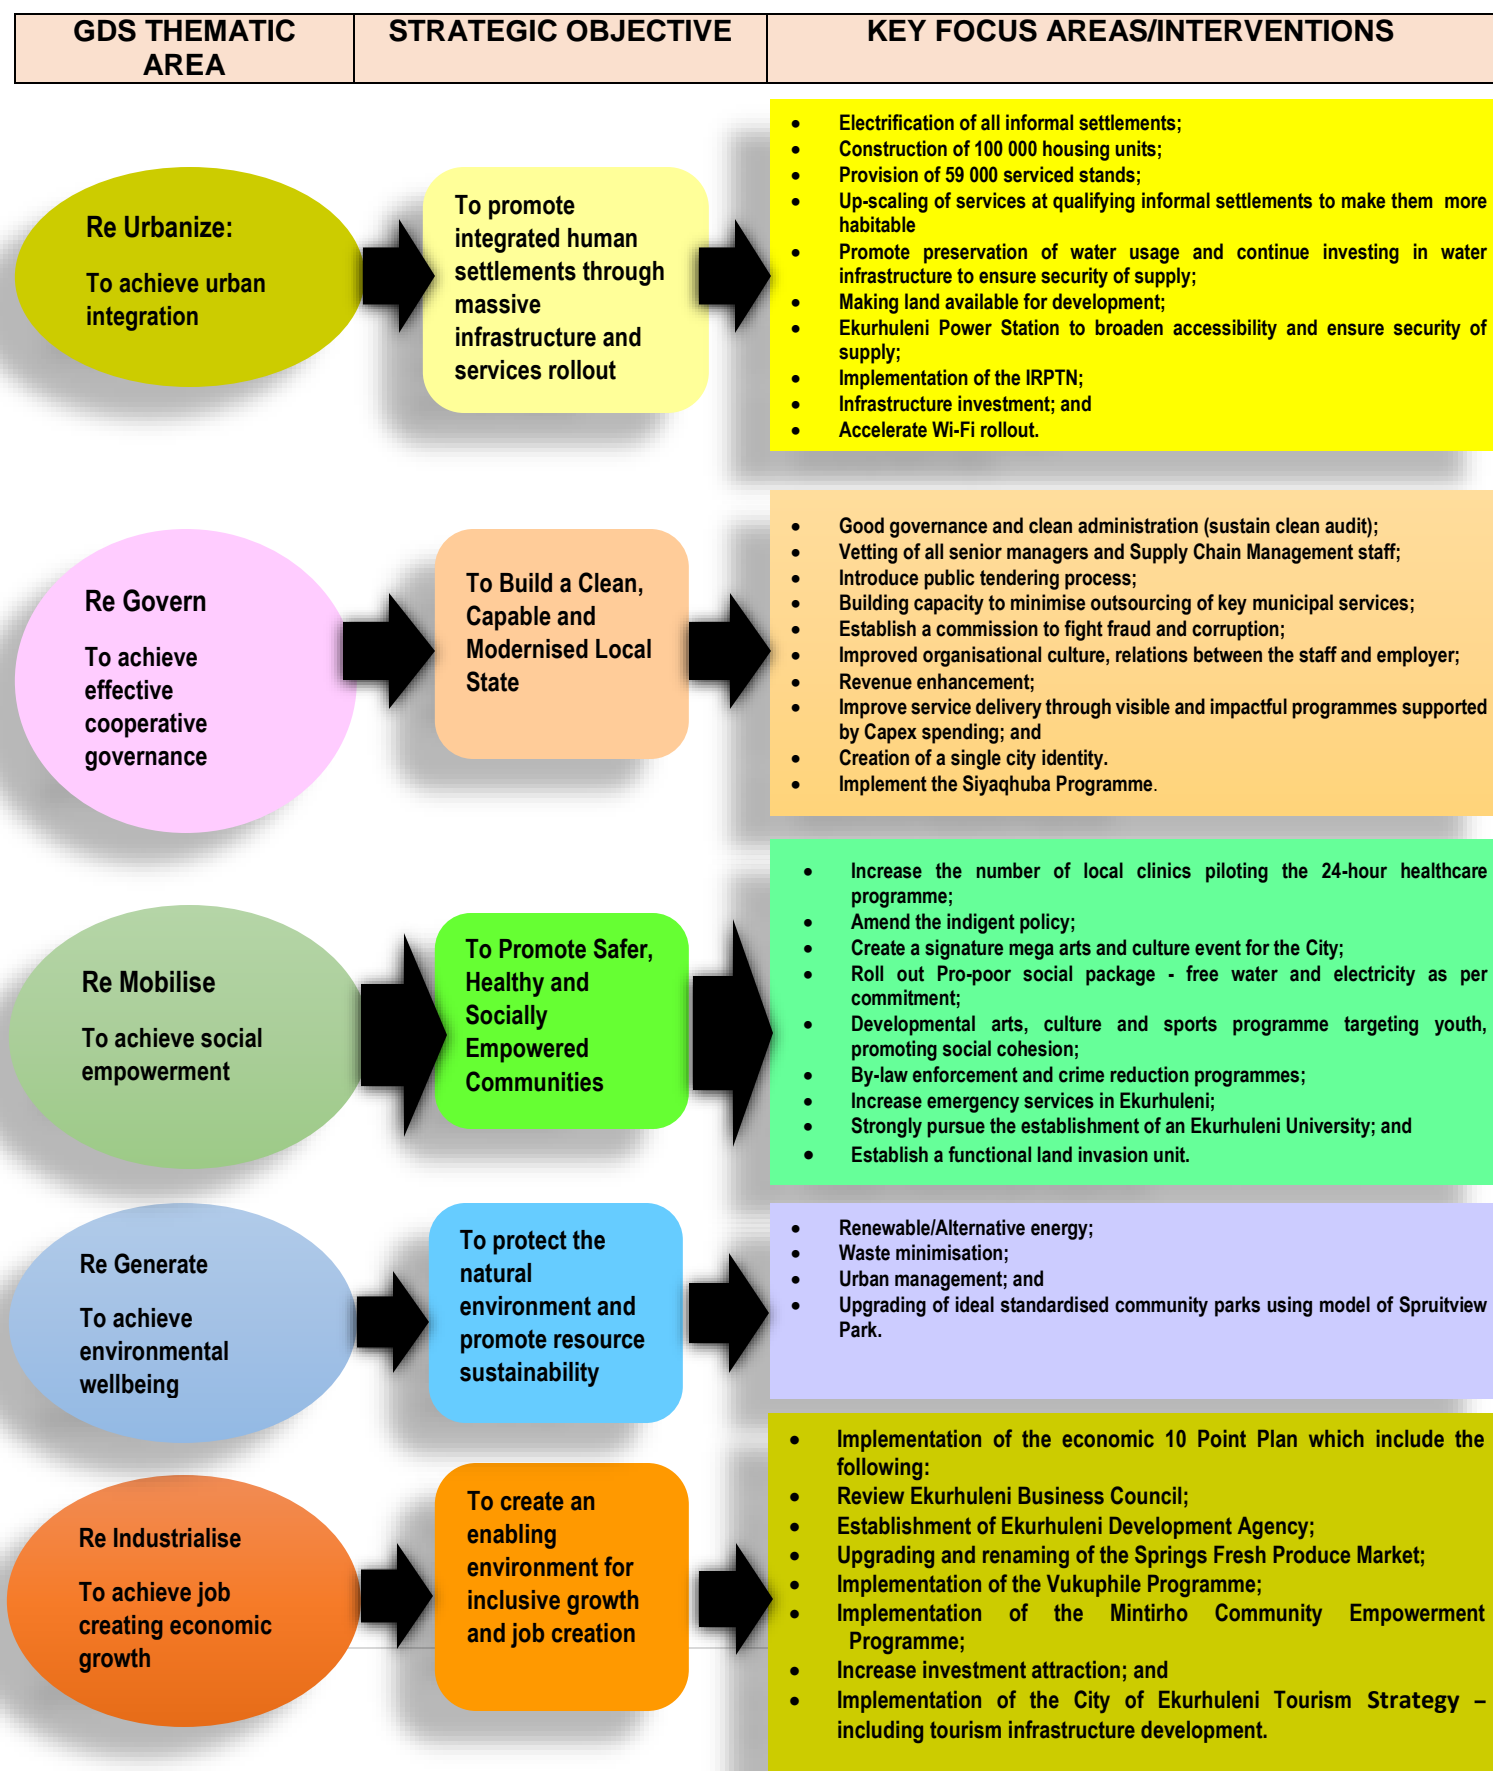 GDS THEMATIC
AREA
STRATEGIC OBJECTIVE
KEY FOCUS AREAS/INTERVENTIONS
Re Urbanize:
To achieve urban
integration
To promote
integrated human
settlements through
massive
infrastructure and
services rollout
• Electrification of all informal settlements;
• Construction of 100 000 housing units;
• Provision of 59 000 serviced stands;
• Up-scaling of services at qualifying informal settlements to make them more
habitable
• Promote preservation of water usage and continue investing in water
infrastructure to ensure security of supply;
• Making land available for development;
• Ekurhuleni Power Station to broaden accessibility and ensure security of
supply;
• Implementation of the IRPTN;
• Infrastructure investment; and
• Accelerate Wi-Fi rollout.
Re Govern
To achieve
effective
cooperative
governance
To Build a Clean,
Capable and
Modernised Local
State
• Good governance and clean administration (sustain clean audit);
• Vetting of all senior managers and Supply Chain Management staff;
• Introduce public tendering process;
• Building capacity to minimise outsourcing of key municipal services;
• Establish a commission to fight fraud and corruption;
• Improved organisational culture, relations between the staff and employer;
• Revenue enhancement;
• Improve service delivery through visible and impactful programmes supported
by Capex spending; and
• Creation of a single city identity.
• Implement the Siyaqhuba Programme.
Re Mobilise
To achieve social
empowerment
To Promote Safer,
Healthy and
Socially
Empowered
Communities
• Increase the number of local clinics piloting the 24-hour healthcare
programme;
• Amend the indigent policy;
• Create a signature mega arts and culture event for the City;
• Roll out Pro-poor social package - free water and electricity as per
commitment;
• Developmental arts, culture and sports programme targeting youth,
promoting social cohesion;
• By-law enforcement and crime reduction programmes;
• Increase emergency services in Ekurhuleni;
• Strongly pursue the establishment of an Ekurhuleni University; and
• Establish a functional land invasion unit.
Re Generate
To achieve
environmental
wellbeing
To protect the
natural
environment and
promote resource
sustainability
• Renewable/Alternative energy;
• Waste minimisation;
• Urban management; and
• Upgrading of ideal standardised community parks using model of Spruitview
Park.
Re Industrialise
To achieve job
creating economic
growth
To create an
enabling
environment for
inclusive growth
and job creation
• Implementation of the economic 10 Point Plan which include the
following:
• Review Ekurhuleni Business Council;
• Establishment of Ekurhuleni Development Agency;
• Upgrading and renaming of the Springs Fresh Produce Market;
• Implementation of the Vukuphile Programme;
• Implementation of the Mintirho Community Empowerment
Programme;
• Increase investment attraction; and
• Implementation of the City of Ekurhuleni Tourism Strategy –
including tourism infrastructure development.